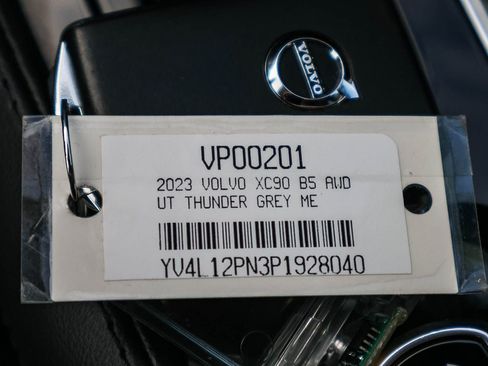 VOLVO
VP00201
2023 VOLVO XC90 B5 AWD
UT THUNDER GREY ME
YV4L12PN3P1928040